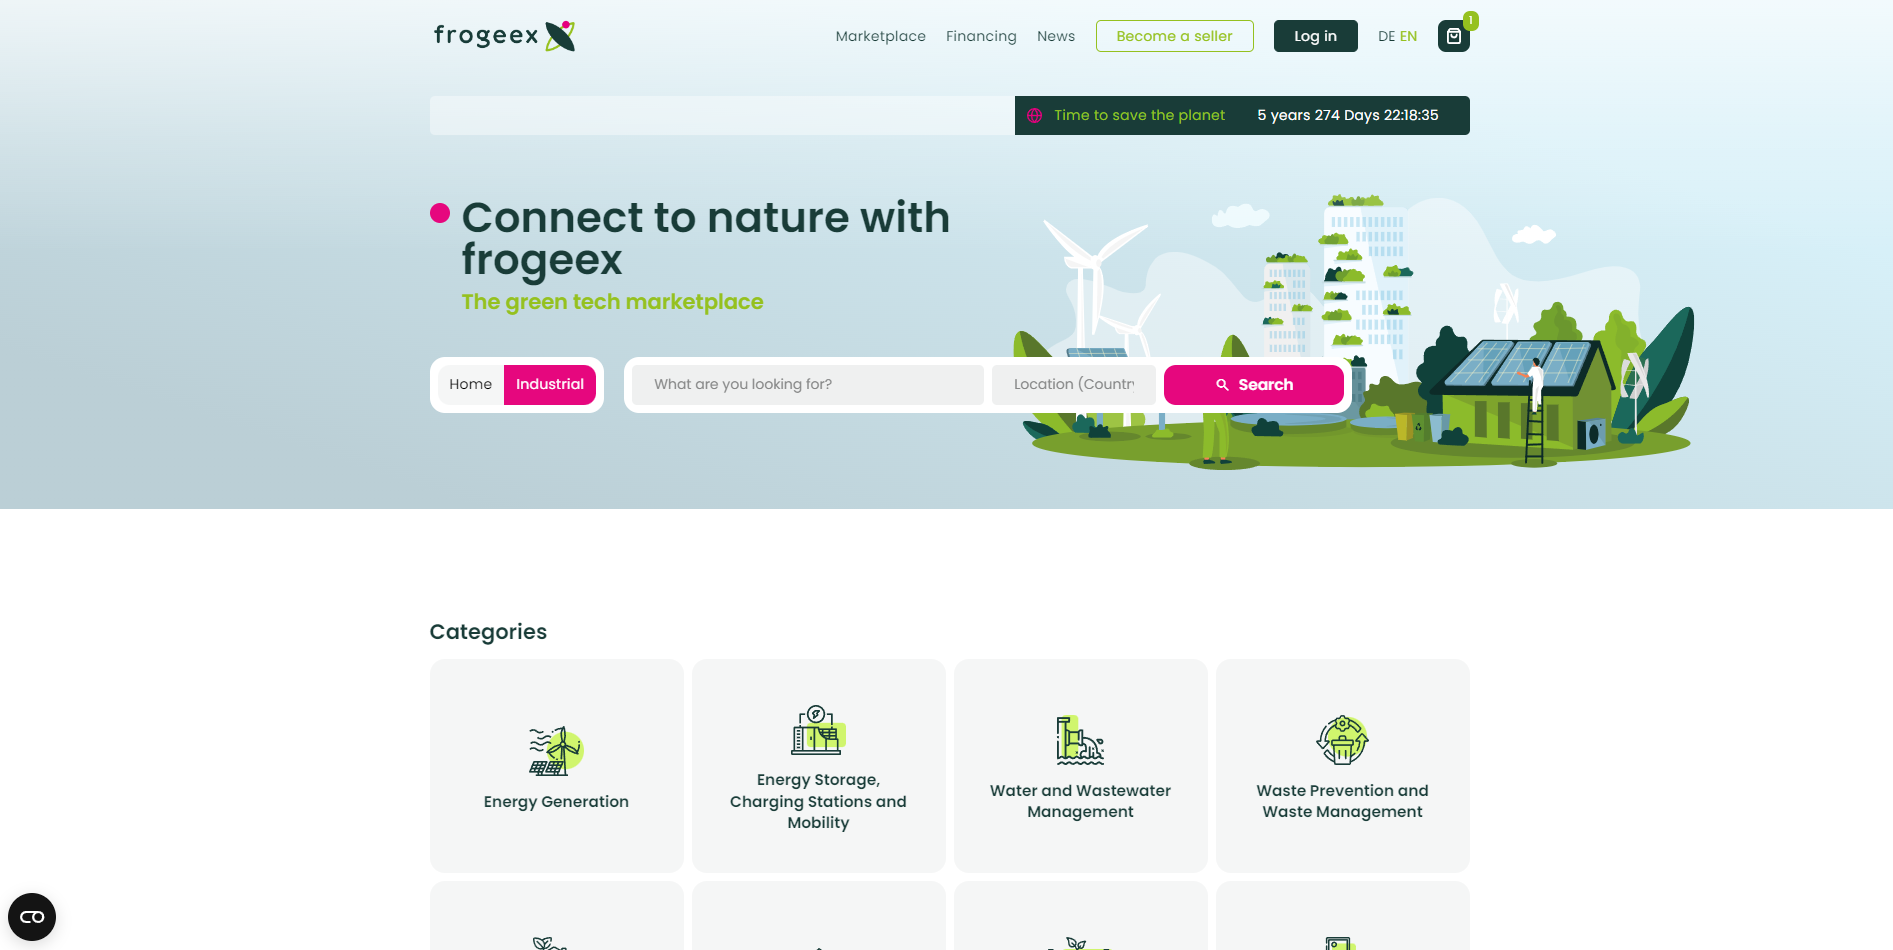 frogeex
Marketplace
Financing
News
Become a seller
Log in
DE EN
1
Time to save the planet
5 years 274 Days 22:18:35
Connect to nature with
frogeex
The green tech marketplace
Home
Industrial
What are you looking for?
Location (Country
Search
Categories
Energy Generation
Energy Storage,
Charging Stations and
Mobility
Water and Wastewater
Management
Waste Prevention and
Waste Management